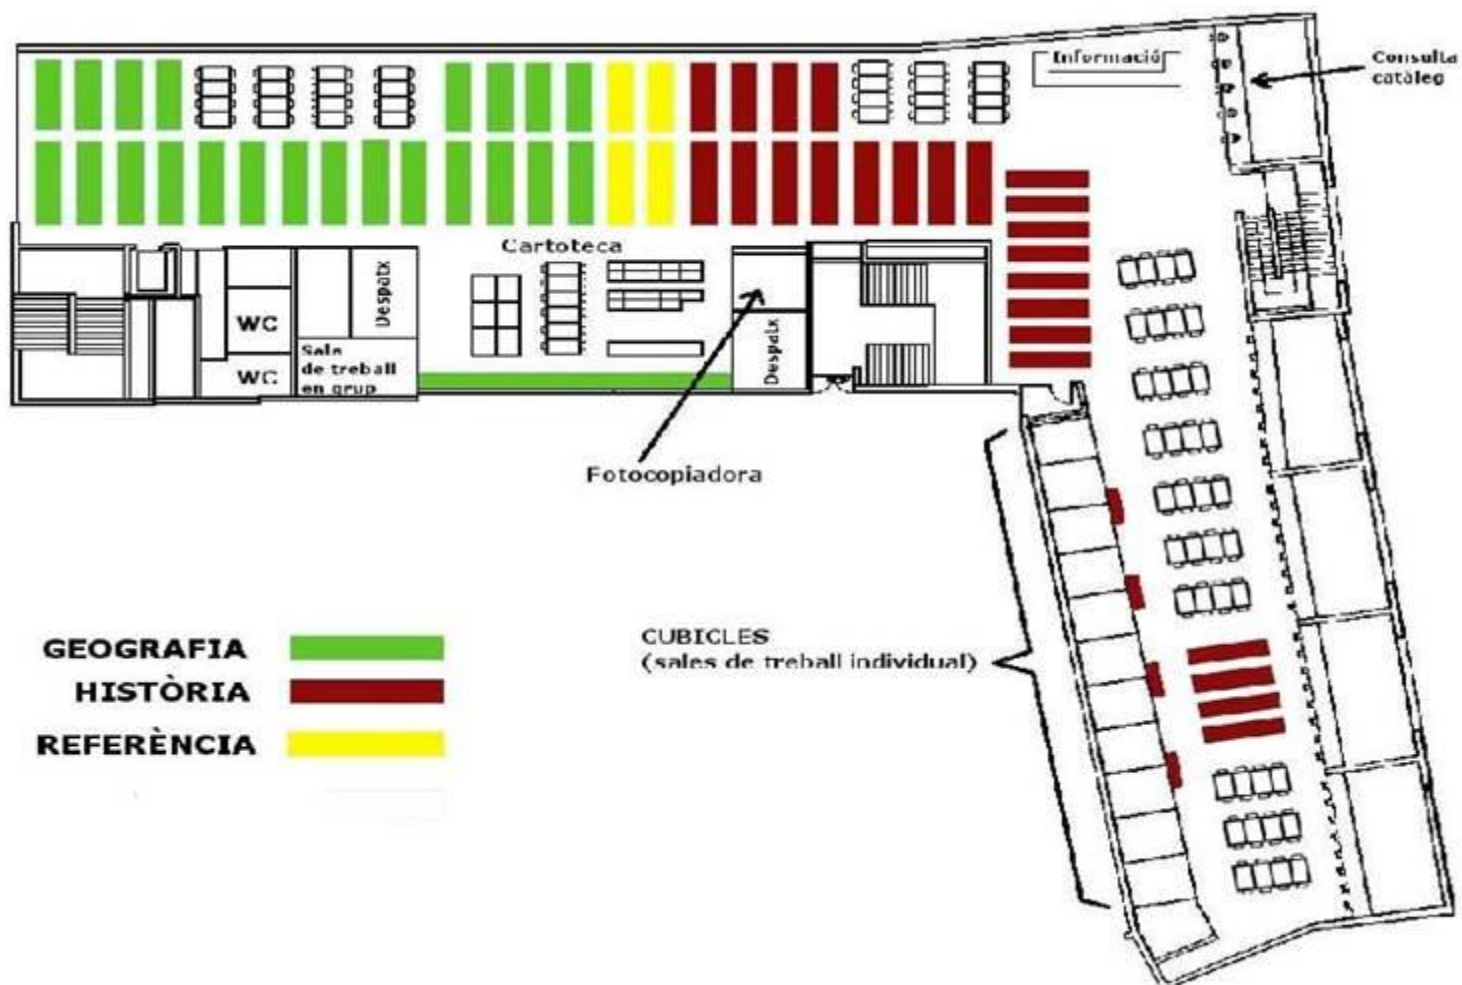 Informació
Consulta
catàleg
Cartoteca
Despatx
WC
WC
Sala
de treball
en grup
Despatx
Fotocopiadora
CUBICLES
(sales de treball individual)
GEOGRAFIA
HISTÒRIA
REFERÈNCIA